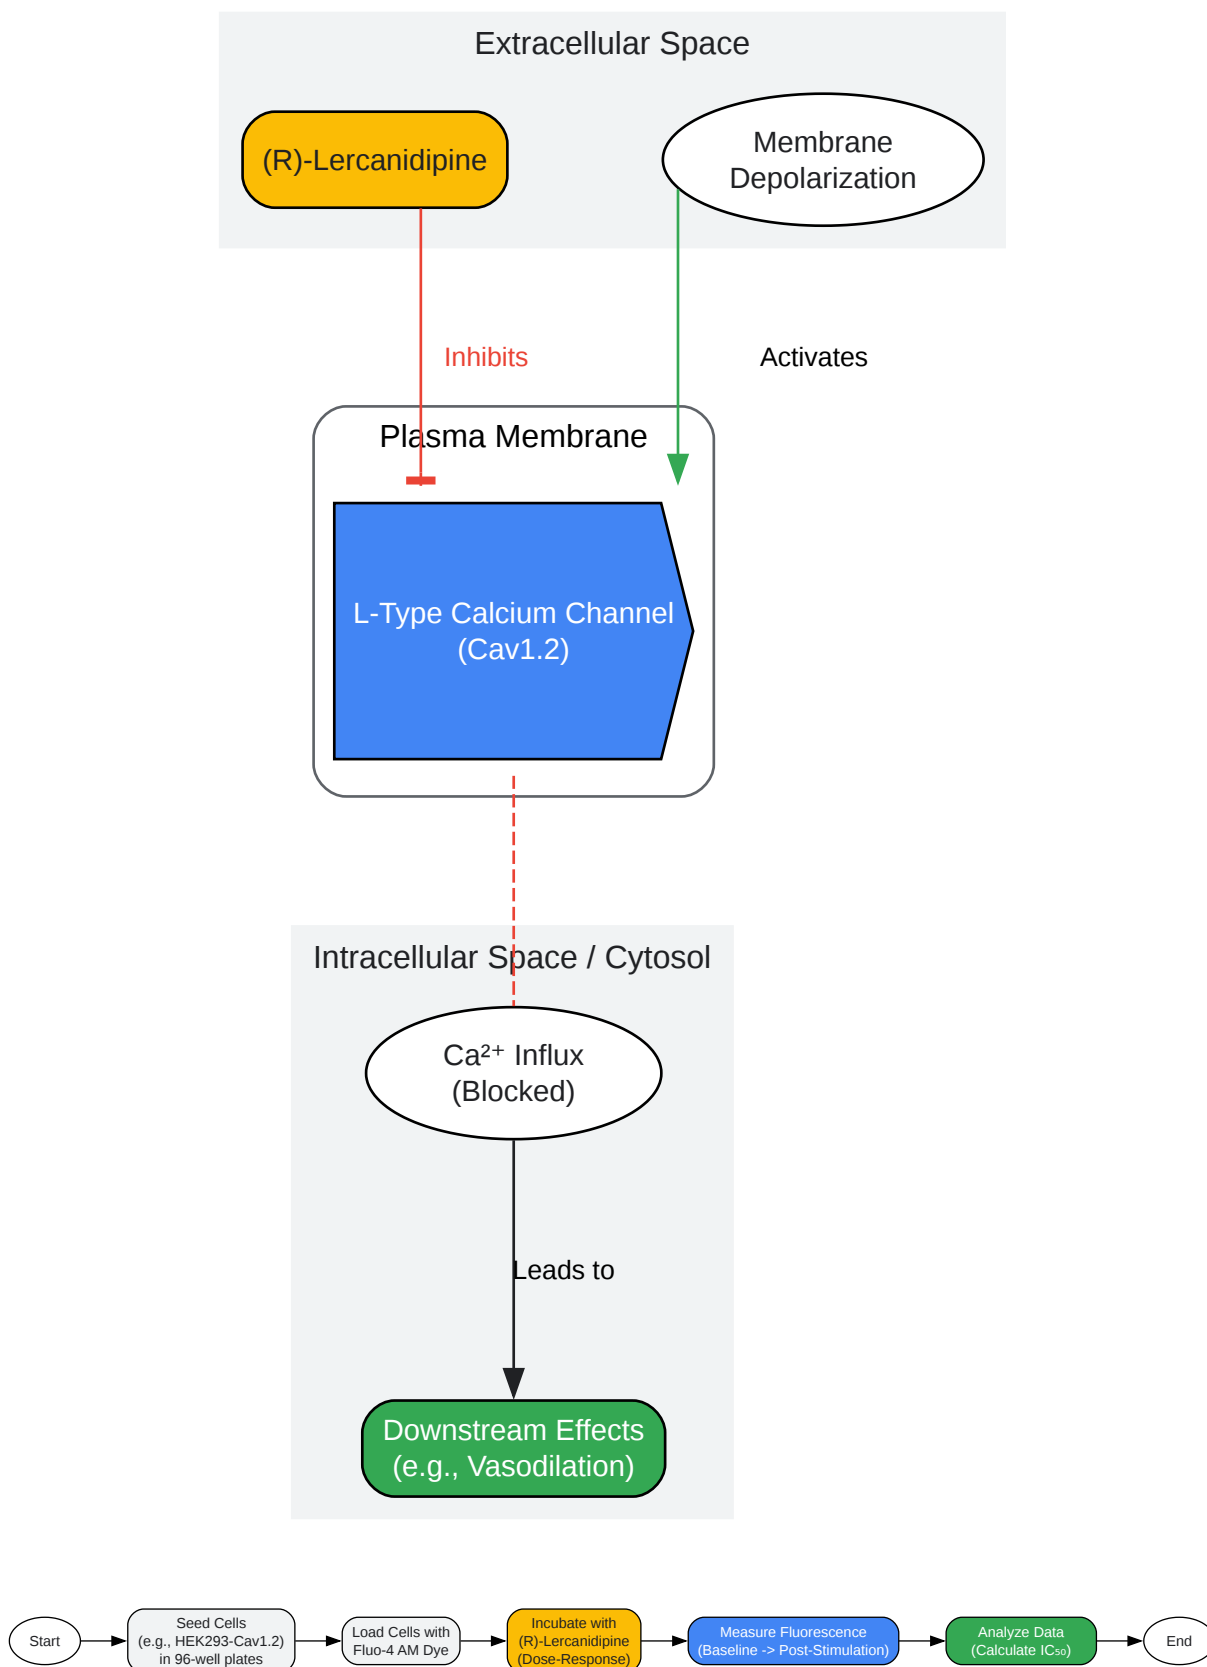 Extracellular Space
(R)-Lercanidipine
Membrane
Depolarization
Inhibits
Activates
Plasma Membrane
L-Type Calcium Channel
(Cav1.2)
Intracellular Space / Cytosol
Ca²⁺ Influx
(Blocked)
Leads to
Downstream Effects
(e.g., Vasodilation)
Start
Seed Cells
(e.g., HEK293-Cav1.2)
in 96-well plates
Load Cells with
Fluo-4 AM Dye
Incubate with
(R)-Lercanidipine
(Dose-Response)
Measure Fluorescence
(Baseline -> Post-Stimulation)
Analyze Data
(Calculate IC₅₀)
End